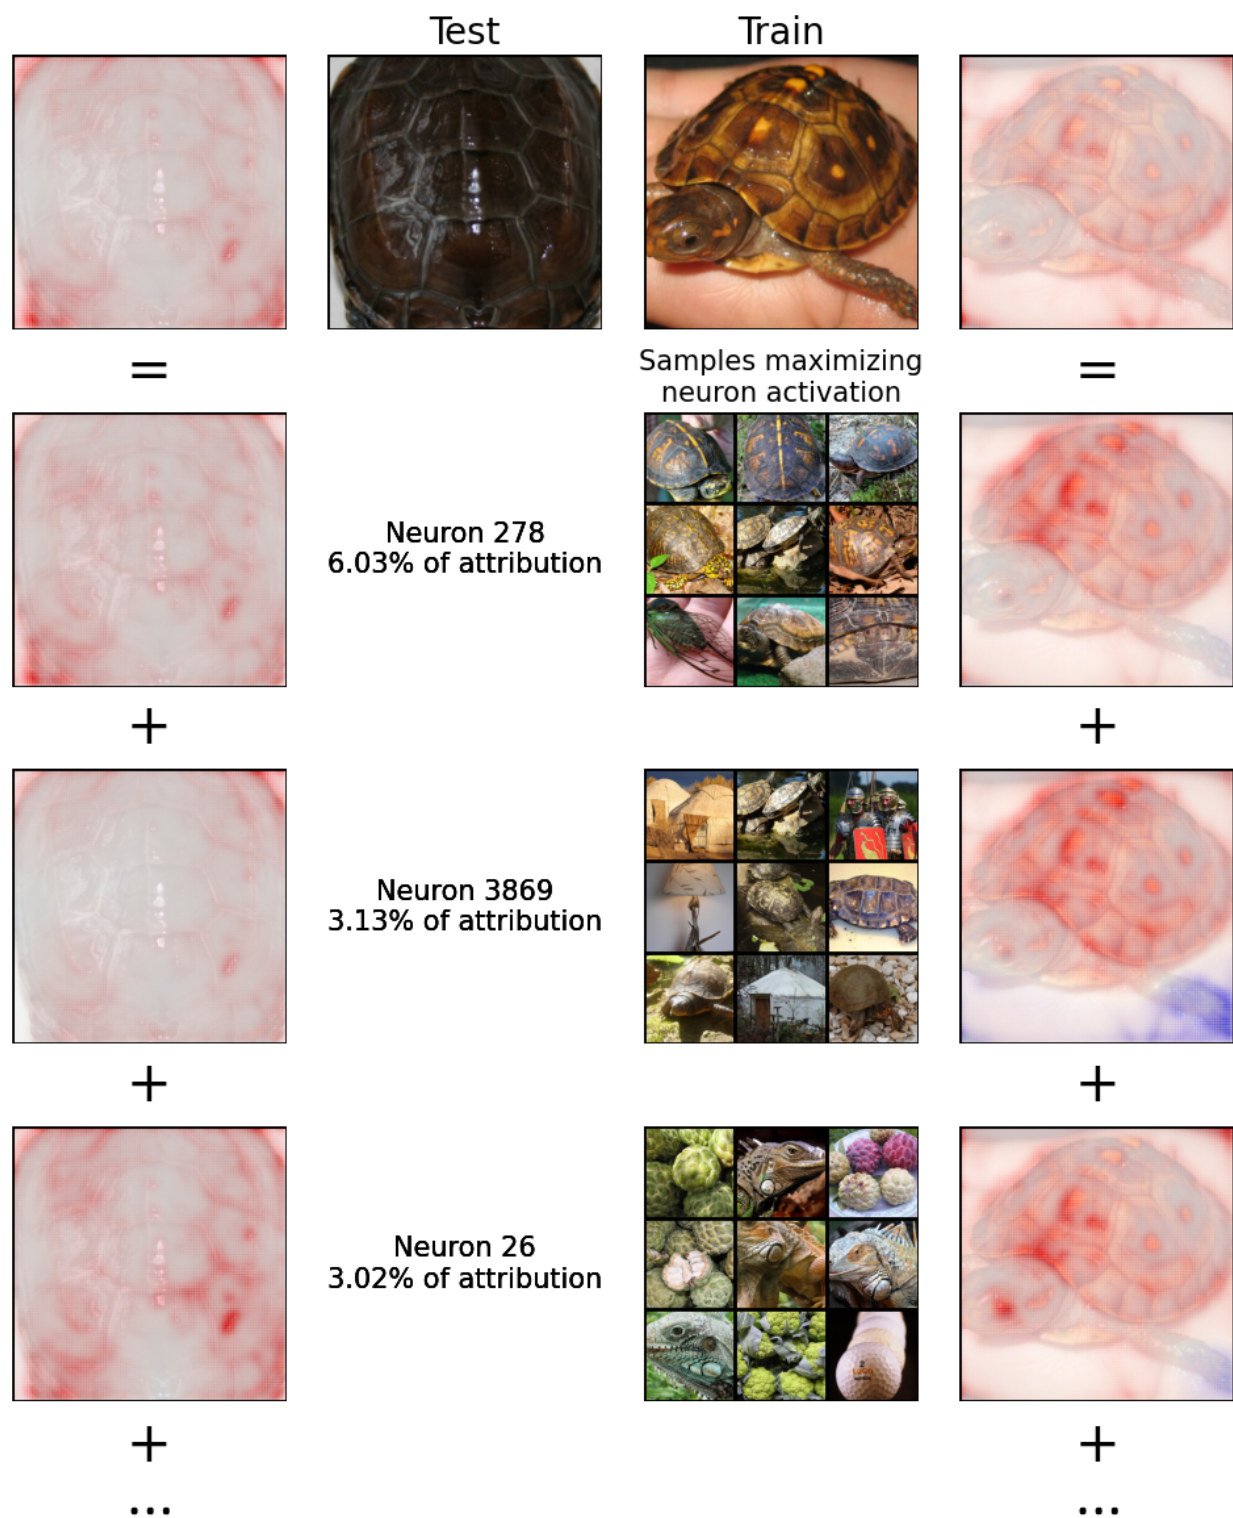 Test
Train
=
=
Samples maximizing
neuron activation
Neuron 278
6.03% of attribution
+
+
Neuron 3869
3.13% of attribution
+
+
Neuron 26
3.02% of attribution
+
+
...
...